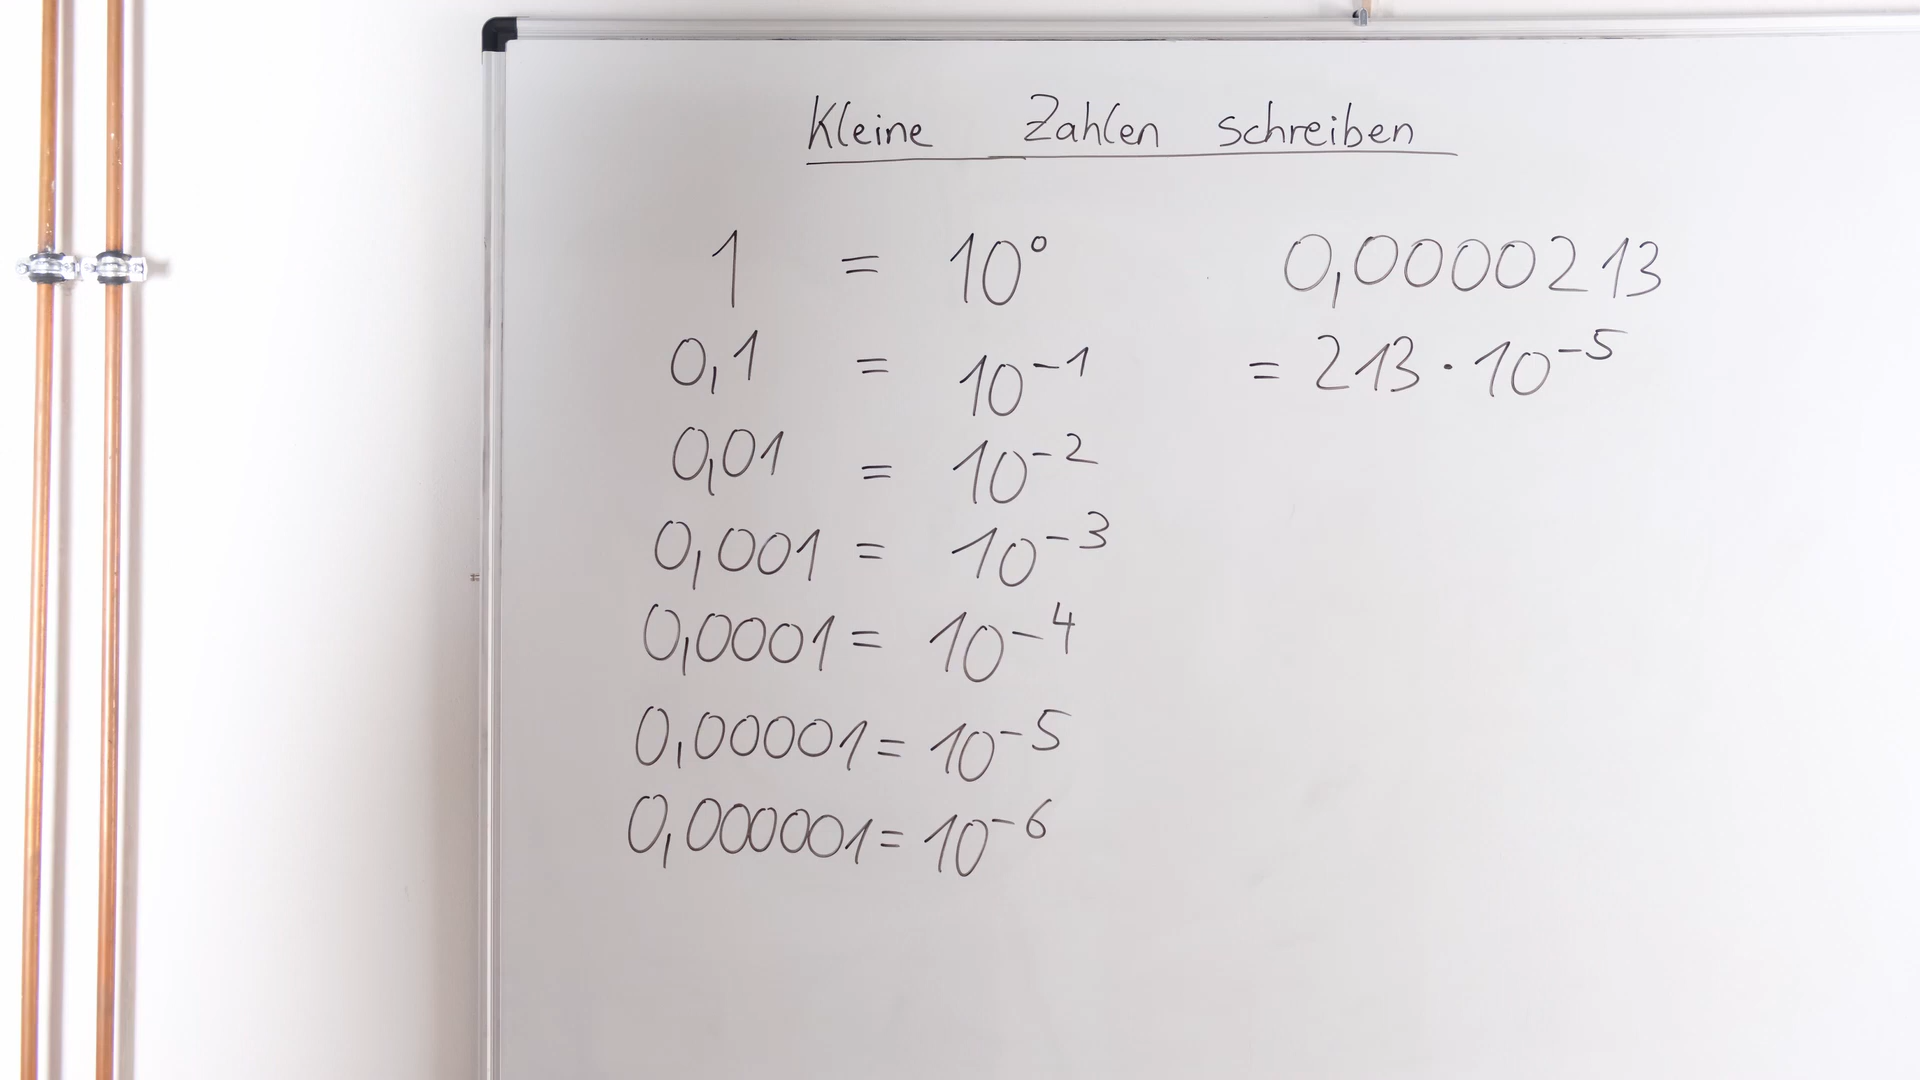 Kleine Zahlen schreiben
1 = 10⁰
0,1 = 10⁻¹
0,01 = 10⁻²
0,001 = 10⁻³
0,0001 = 10⁻⁴
0,00001 = 10⁻⁵
0,000001 = 10⁻⁶
0,0000213
= 213 · 10⁻⁵